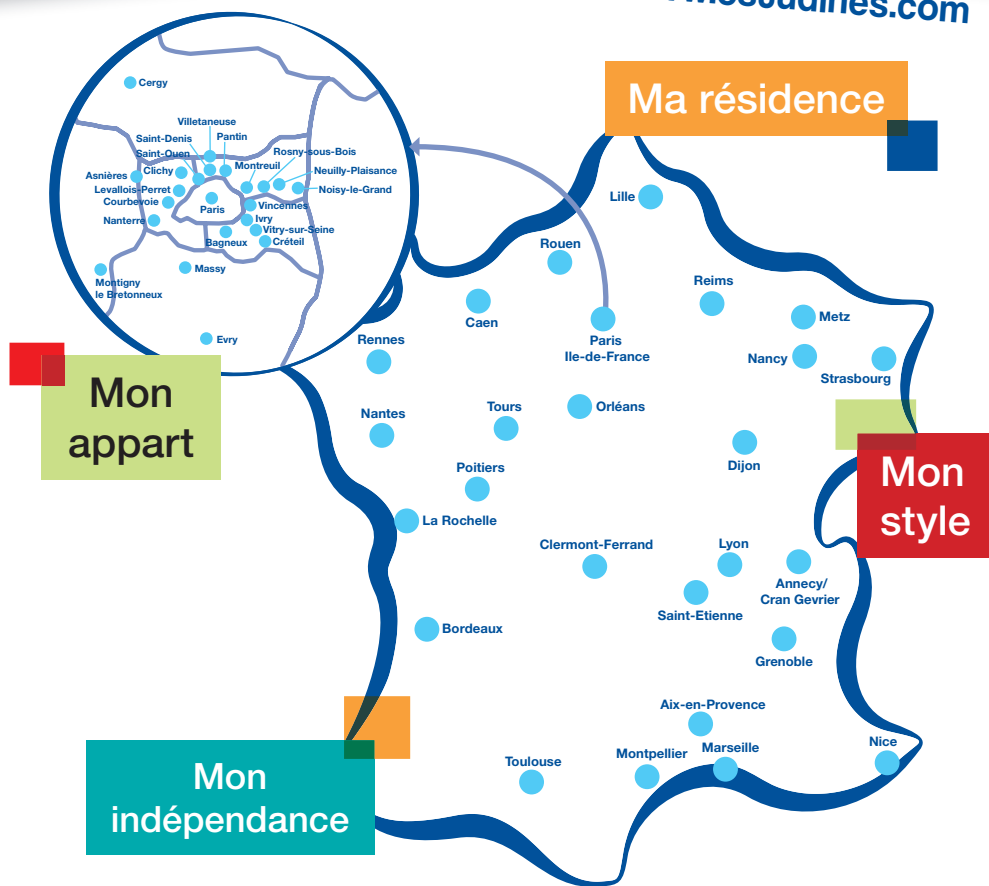 Ma résidence
Cergy
Villetaneuse
Saint-Denis
Pantin
Saint-Ouen
Rosny-sous-Bois
Clichy
Montreuil
Neuilly-Plaisance
Asnières
Levallois-Perret
Noisy-le-Grand
Courbevoie
Paris
Vincennes
Nanterre
Ivry
Vitry-sur-Seine
Bagneux
Créteil
Massy
Montigny
le Bretonneux
Evry
Lille
Rouen
Reims
Caen
Metz
Paris
Ile-de-France
Rennes
Nancy
Strasbourg
Mon
appart
Nantes
Tours
Orléans
Dijon
Mon
style
Poitiers
La Rochelle
Clermont-Ferrand
Lyon
Annecy/
Cran Gevrier
Saint-Etienne
Bordeaux
Grenoble
Aix-en-Provence
Mon
indépendance
Toulouse
Montpellier
Marseille
Nice